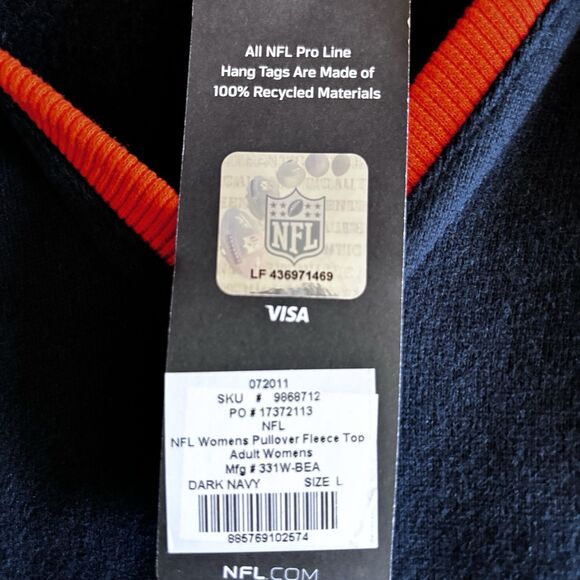 All NFL Pro Line
Hang Tags Are Made of
100% Recycled Materials
NFL
LF 436971469
VISA
072011
SKU # 9868712
PO # 17372113
NFL
NFL Womens Pullover Fleece Top
Adult Womens
Mfg # 331W-BEA
DARK NAVY SIZE L
885769102574
NFL.COM